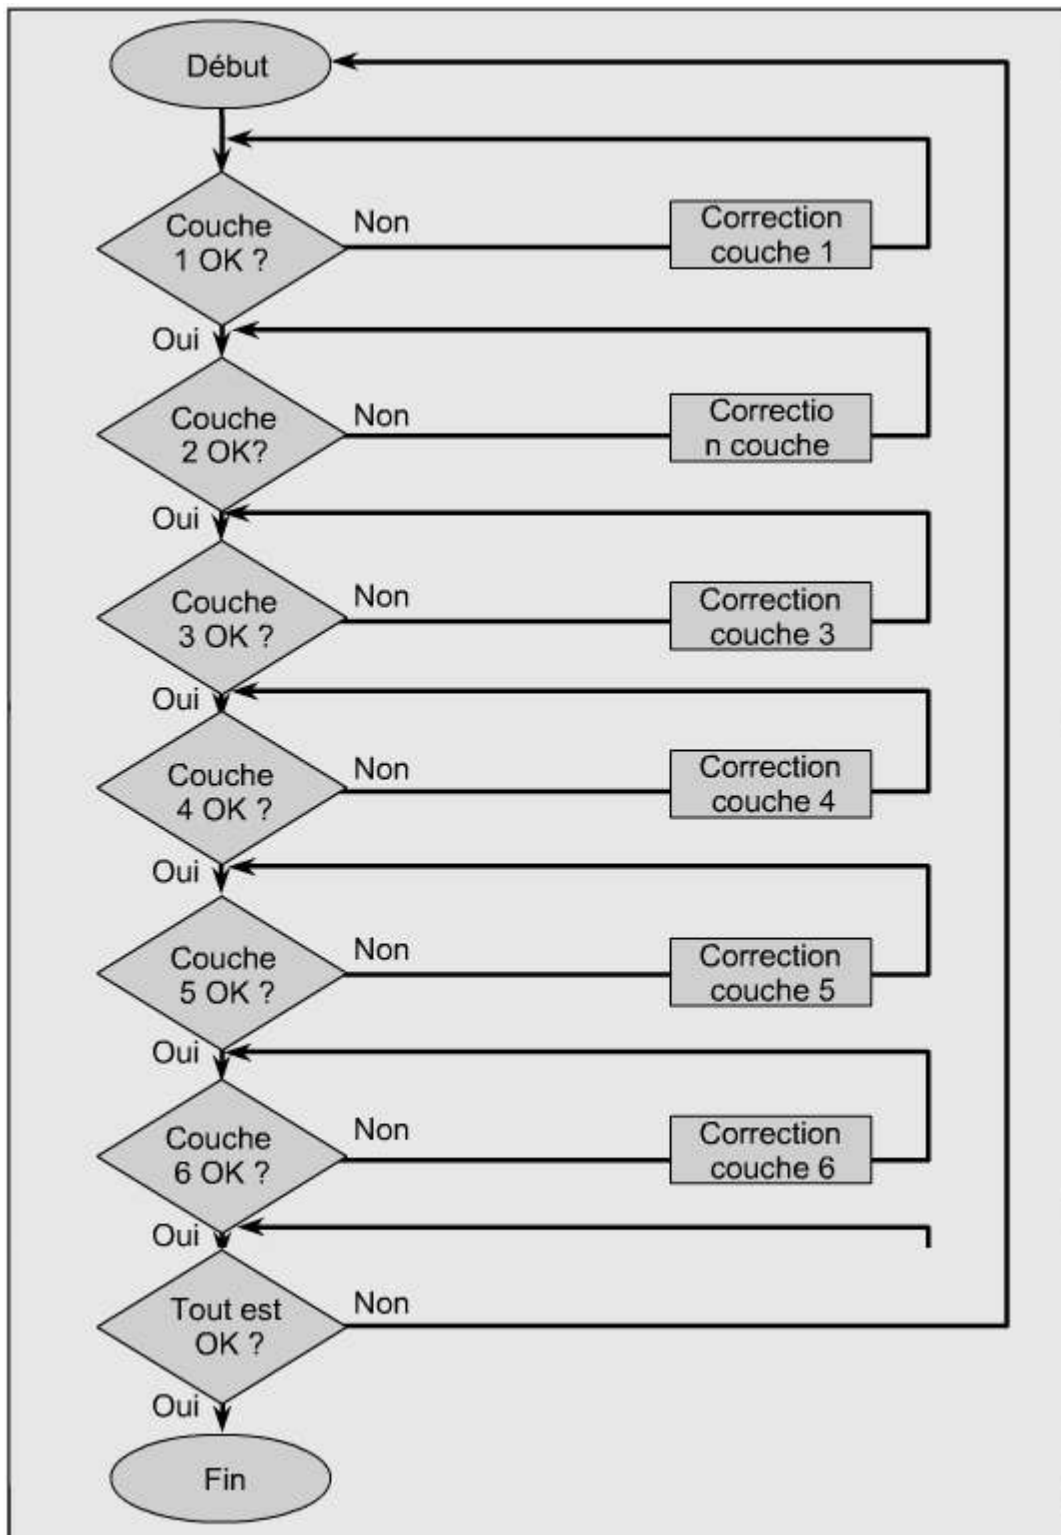 Début
Couche
1 OK ?
Non
Correction
couche 1
Oui
Couche
2 OK?
Non
Correctio
n couche
Oui
Couche
3 OK ?
Non
Correction
couche 3
Oui
Couche
4 OK ?
Non
Correction
couche 4
Oui
Couche
5 OK ?
Non
Correction
couche 5
Oui
Couche
6 OK ?
Non
Correction
couche 6
Oui
Tout est
OK ?
Non
Oui
Fin